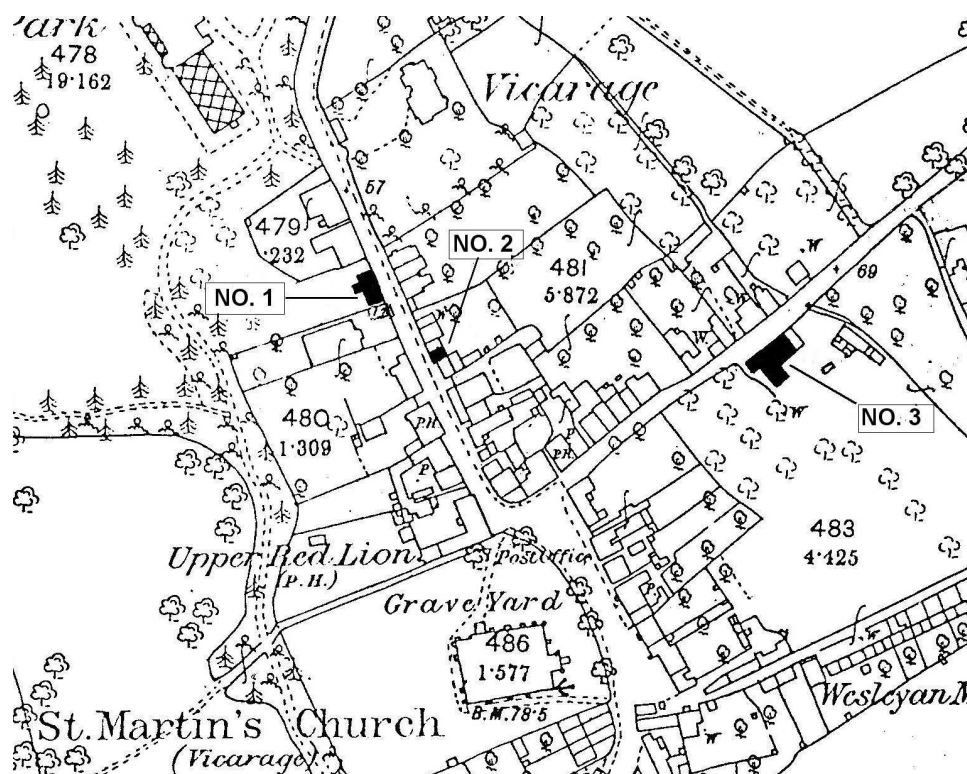 Park
478
19·162
Vicarage
57
479
·232
NO. 2
481
5·872
69
W
NO. 1
W
W
W.
480
1·309
P.H.
P
P
P.H.
W
NO. 3
483
4·425
Upper Red Lion
(P.H.)
Post Office
Grave Yard
P.
486
1·577
W
B.M. 78·5
Wesleyan M
W
St. Martin's Church
(Vicarage)